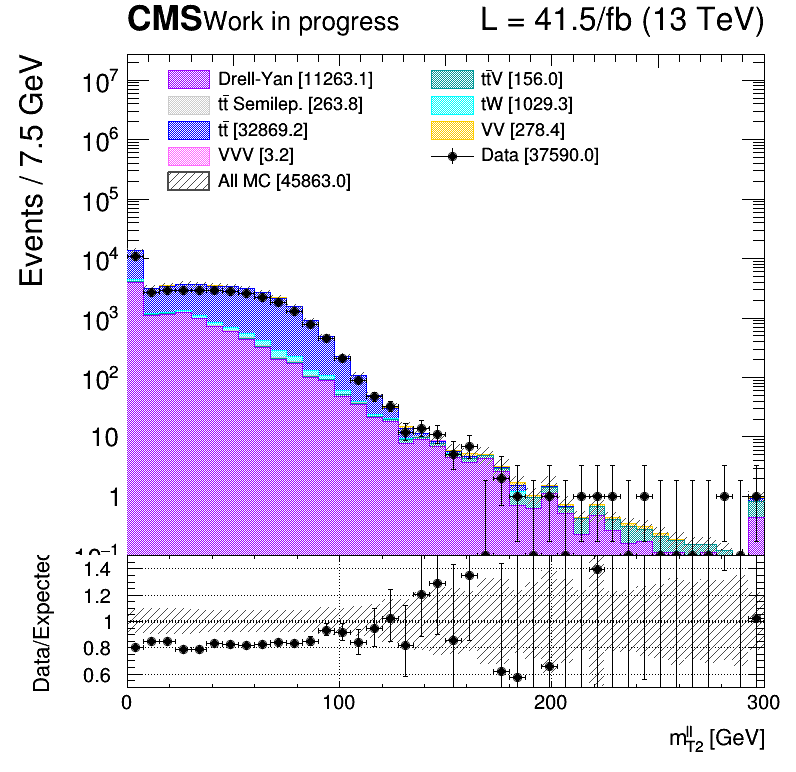 CMS Work in progress L = 41.5/fb (13 TeV)
Events / 7.5 GeV
Drell-Yan [11263.1]
tt̄ Semilep. [263.8]
tt̄ [32869.2]
VVV [3.2]
All MC [45863.0]
tt̄V [156.0]
tW [1029.3]
VV [278.4]
Data [37590.0]
10⁷
10⁶
10⁵
10⁴
10³
10²
10
1
10⁻¹
Data/Expected
1.4
1.2
1
0.8
0.6
0 100 200 300
m_T2^ll [GeV]